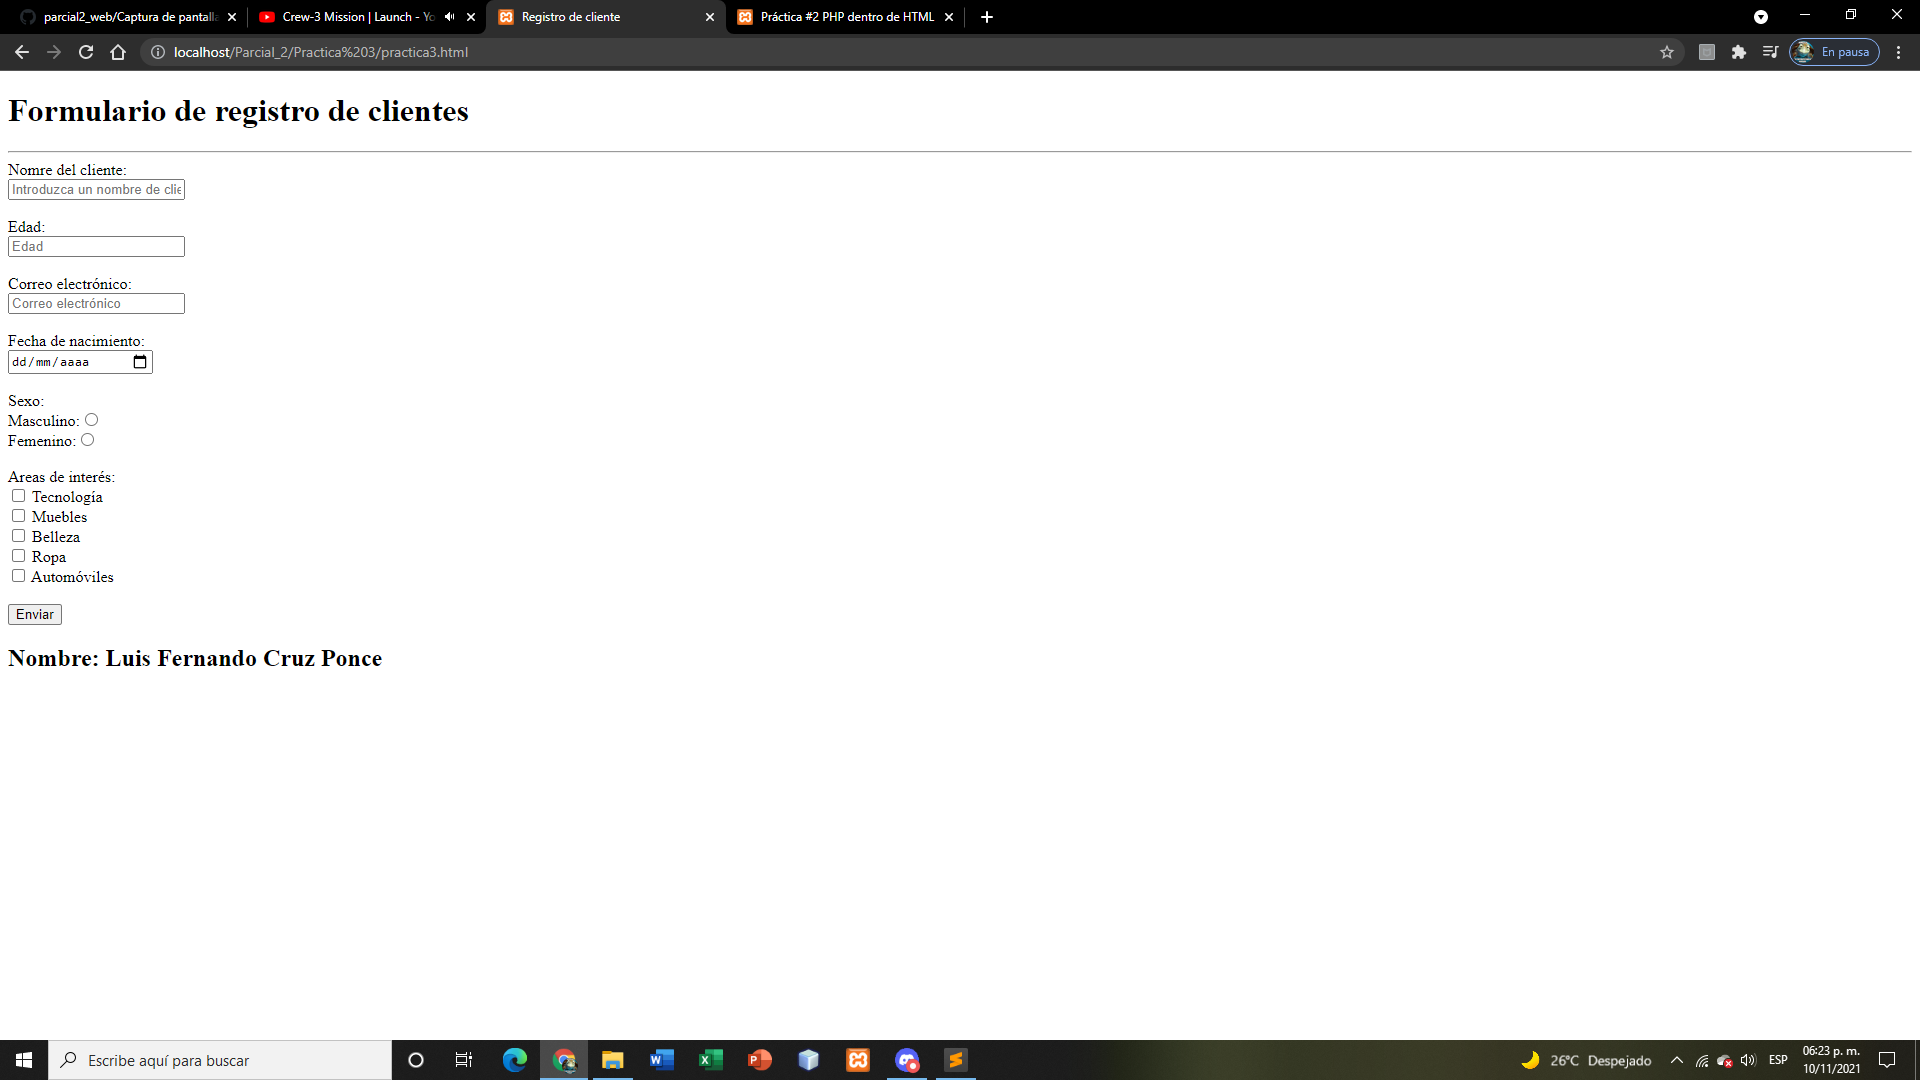 parcial2_web/Captura de pantalla
Crew-3 Mission | Launch - Yo
Registro de cliente
Práctica #2 PHP dentro de HTML
localhost/Parcial_2/Practica%203/practica3.html
En pausa
Formulario de registro de clientes
Nomre del cliente:
Introduzca un nombre de clie
Edad:
Edad
Correo electrónico:
Correo electrónico
Fecha de nacimiento:
dd/mm/aaaa
Sexo:
Masculino:
Femenino:
Areas de interés:
Tecnología
Muebles
Belleza
Ropa
Automóviles
Enviar
Nombre: Luis Fernando Cruz Ponce
Escribe aquí para buscar
26°C Despejado
ESP
06:23 p. m.
10/11/2021